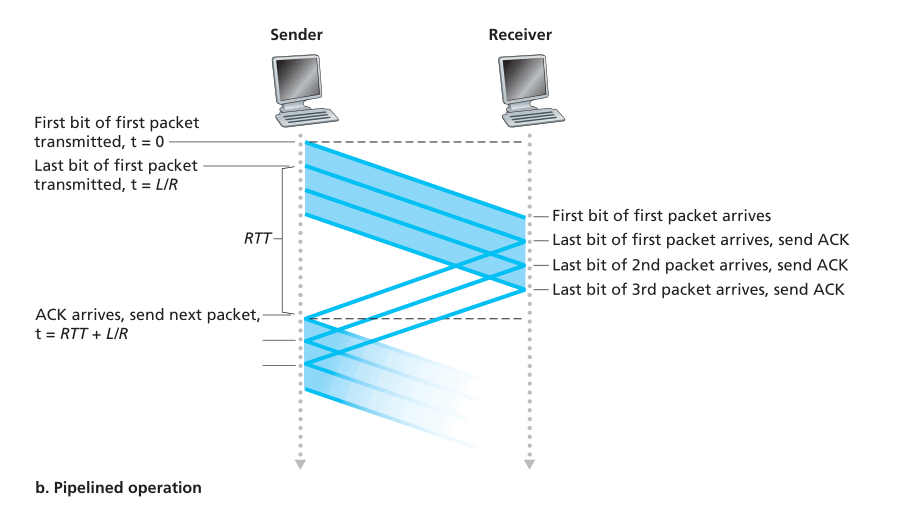 Sender
Receiver
First bit of first packet
transmitted, t = 0
Last bit of first packet
transmitted, t = L/R
First bit of first packet arrives
Last bit of first packet arrives, send ACK
RTT
Last bit of 2nd packet arrives, send ACK
Last bit of 3rd packet arrives, send ACK
ACK arrives, send next packet,
t = RTT + L/R
b. Pipelined operation